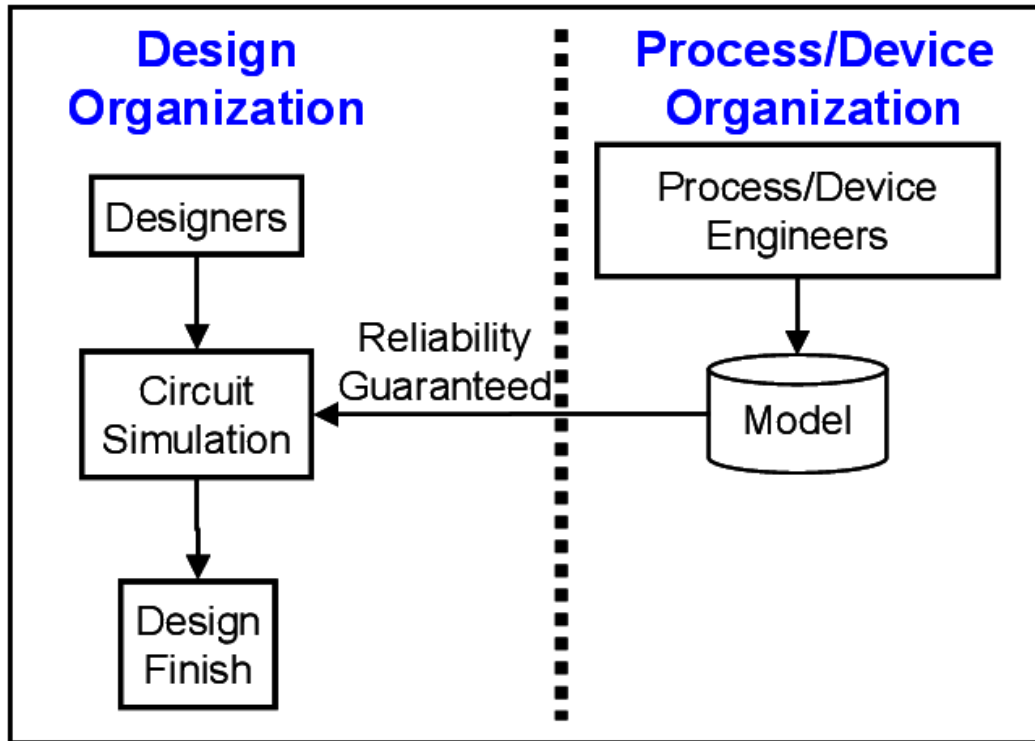 Design
Organization
Designers
Circuit
Simulation
Design
Finish
Reliability
Guaranteed
Process/Device
Organization
Process/Device
Engineers
Model